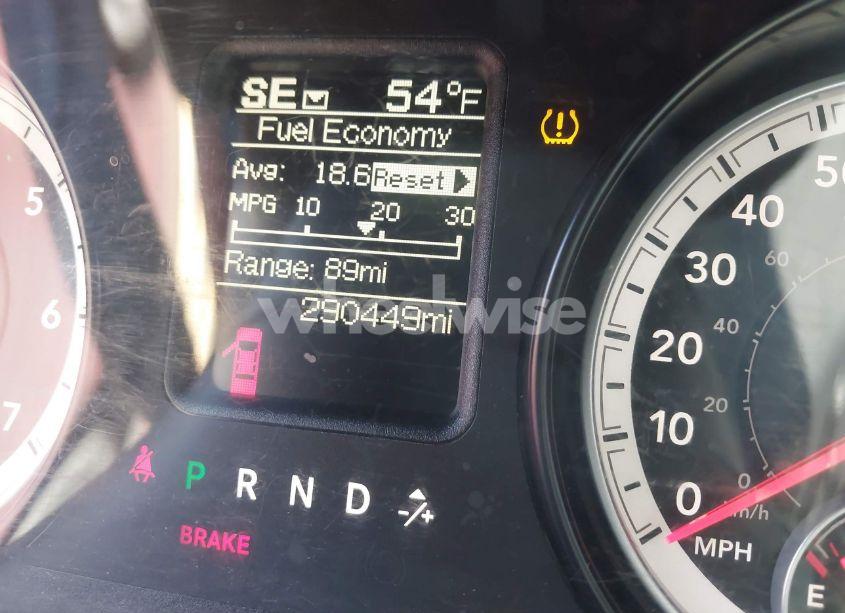 SE 54°F
Fuel Economy
Avg: 18.6 Reset
MPG 10 20 30
Range: 89mi
290449mi
wheelwise
P R N D -/+
BRAKE
5
6
7
50
40
30
20
10
0
60
40
20
0
km/h
MPH
E